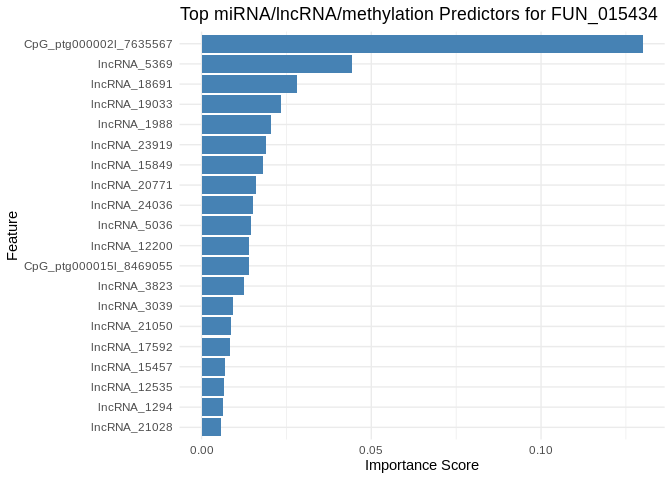 Top miRNA/lncRNA/methylation Predictors for FUN_015434
CpG_ptg000002l_7635567
lncRNA_5369
lncRNA_18691
lncRNA_19033
lncRNA_1988
lncRNA_23919
lncRNA_15849
lncRNA_20771
lncRNA_24036
lncRNA_5036
lncRNA_12200
CpG_ptg000015l_8469055
lncRNA_3823
lncRNA_3039
lncRNA_21050
lncRNA_17592
lncRNA_15457
lncRNA_12535
lncRNA_1294
lncRNA_21028
Feature
0.00 0.05 0.10
Importance Score